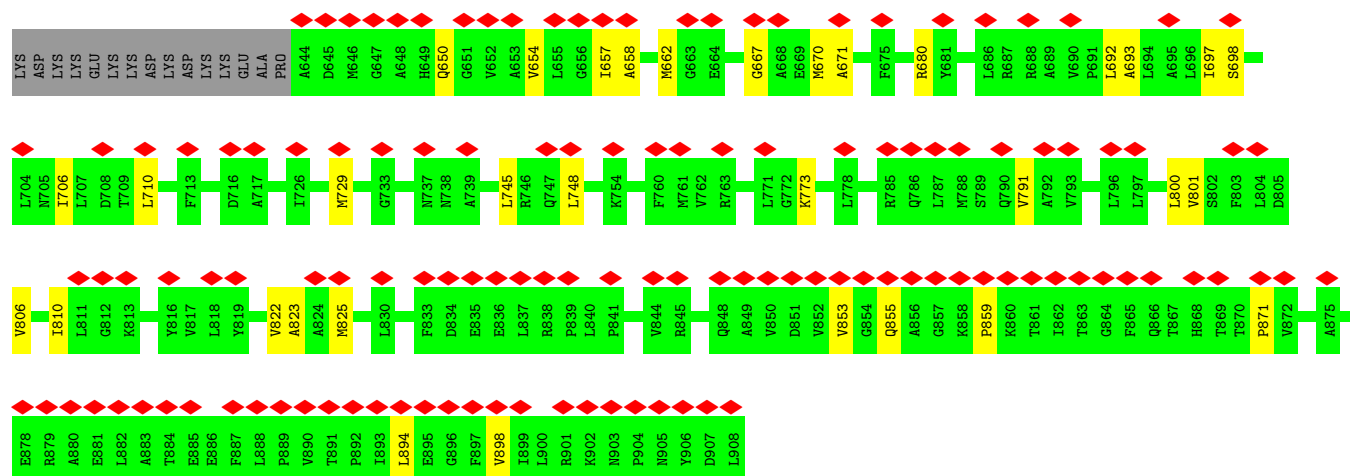 LYS ASP LYS LYS GLU LYS LYS ASP LYS ASP LYS LYS GLU ALA PRO A644 D645 M646 G647 A648 H649 Q650 G651 V652 A653 V654 L655 G656 I657 A658 M662 G663 E664 G667 A668 E669 M670 A671 F675 R680 Y681 L686 R687 R688 A689 V690 P691 L692 A693 L694 A695 L696 I697 S698
L704 N705 I706 L707 D708 T709 L710 F713 D716 A717 I726 M729 G733 N737 N738 A739 L745 R746 Q747 L748 K754 F760 M761 V762 R763 L771 G772 K773 L778 R785 Q786 L787 M788 S789 Q790 V791 A792 V793 L796 L797 L800 V801 S802 F803 L804 D805
V806 I810 L811 G812 K813 Y816 V817 L818 Y819 V822 A823 A824 M825 L830 F833 D834 E835 E836 L837 R838 P839 L840 P841 V844 R845 Q848 A849 V850 D851 V852 V853 G854 Q855 A856 G857 K858 P859 K860 T861 I862 T863 G864 F865 Q866 T867 H868 T869 T870 P871 V872 A875
E878 R879 A880 E881 L882 A883 T884 E885 E886 F887 L888 P889 V890 T891 P892 I893 L894 E895 G896 F897 V898 I899 L900 R901 K902 N903 P904 N905 Y906 D907 L908